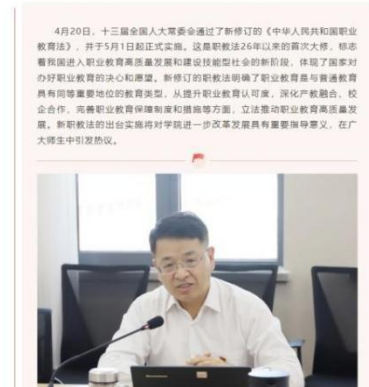 4月20日，十三届全国人大常委会通过了新修订的《中华人民共和国职业
教育法》，并于5月1日起正式实施。这是职教法26年以来的首次大修，标志
着我国进入职业教育高质量发展和建设技能型社会的新阶段，体现了国家对
办好职业教育的决心和愿望。新修订的职教法明确了职业教育是与普通教育
具有同等重要地位的教育类型，从提升职业教育认可度，深化产教融合、校
企合作，完善职业教育保障制度和措施等方面，立法推动职业教育高质量发
展。新职教法的出台实施将对学院进一步改革发展具有重要指导意义，在广
大师生中引发热议。